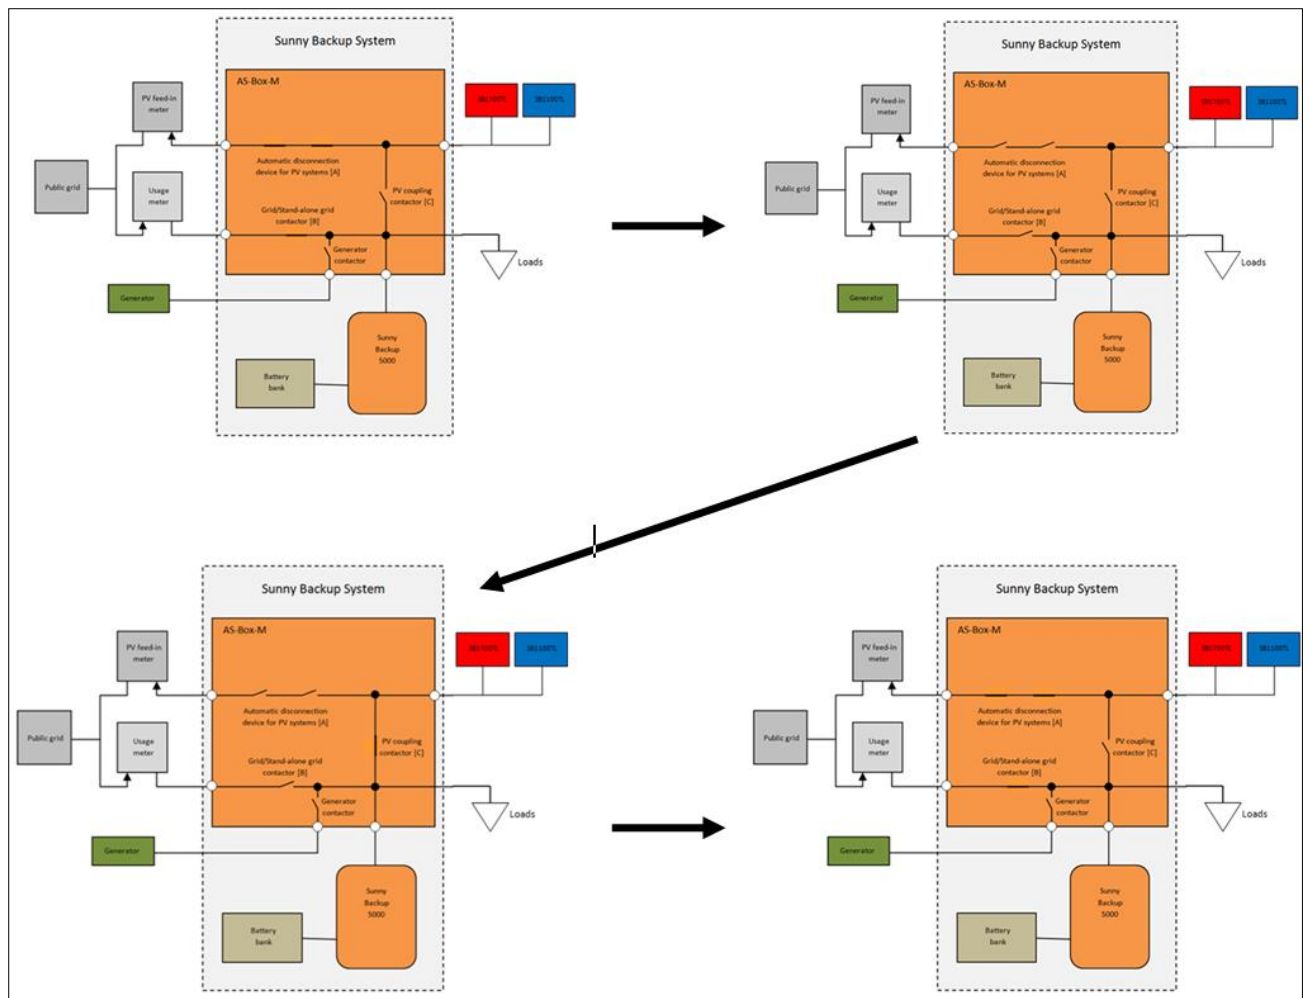 Sunny Backup System
AS-Box-M
PV feed-in
meter
Automatic disconnection
device for PV systems [A]
Public grid
Usage
meter
PV coupling
contactor [C]
Grid/Stand-alone grid
contactor [B]
Generator
contactor
Loads
Generator
Sunny
Backup
5000
Battery
bank
Sunny Backup System
AS-Box-M
PV feed-in
meter
Automatic disconnection
device for PV systems [A]
Public grid
Usage
meter
PV coupling
contactor [C]
Grid/Stand-alone grid
contactor [B]
Generator
contactor
Loads
Generator
Sunny
Backup
5000
Battery
bank
Sunny Backup System
AS-Box-M
PV feed-in
meter
Automatic disconnection
device for PV systems [A]
Public grid
Usage
meter
PV coupling
contactor [C]
Grid/Stand-alone grid
contactor [B]
Generator
contactor
Loads
Generator
Sunny
Backup
5000
Battery
bank
Sunny Backup System
AS-Box-M
PV feed-in
meter
Automatic disconnection
device for PV systems [A]
Public grid
Usage
meter
PV coupling
contactor [C]
Grid/Stand-alone grid
contactor [B]
Generator
contactor
Loads
Generator
Sunny
Backup
5000
Battery
bank